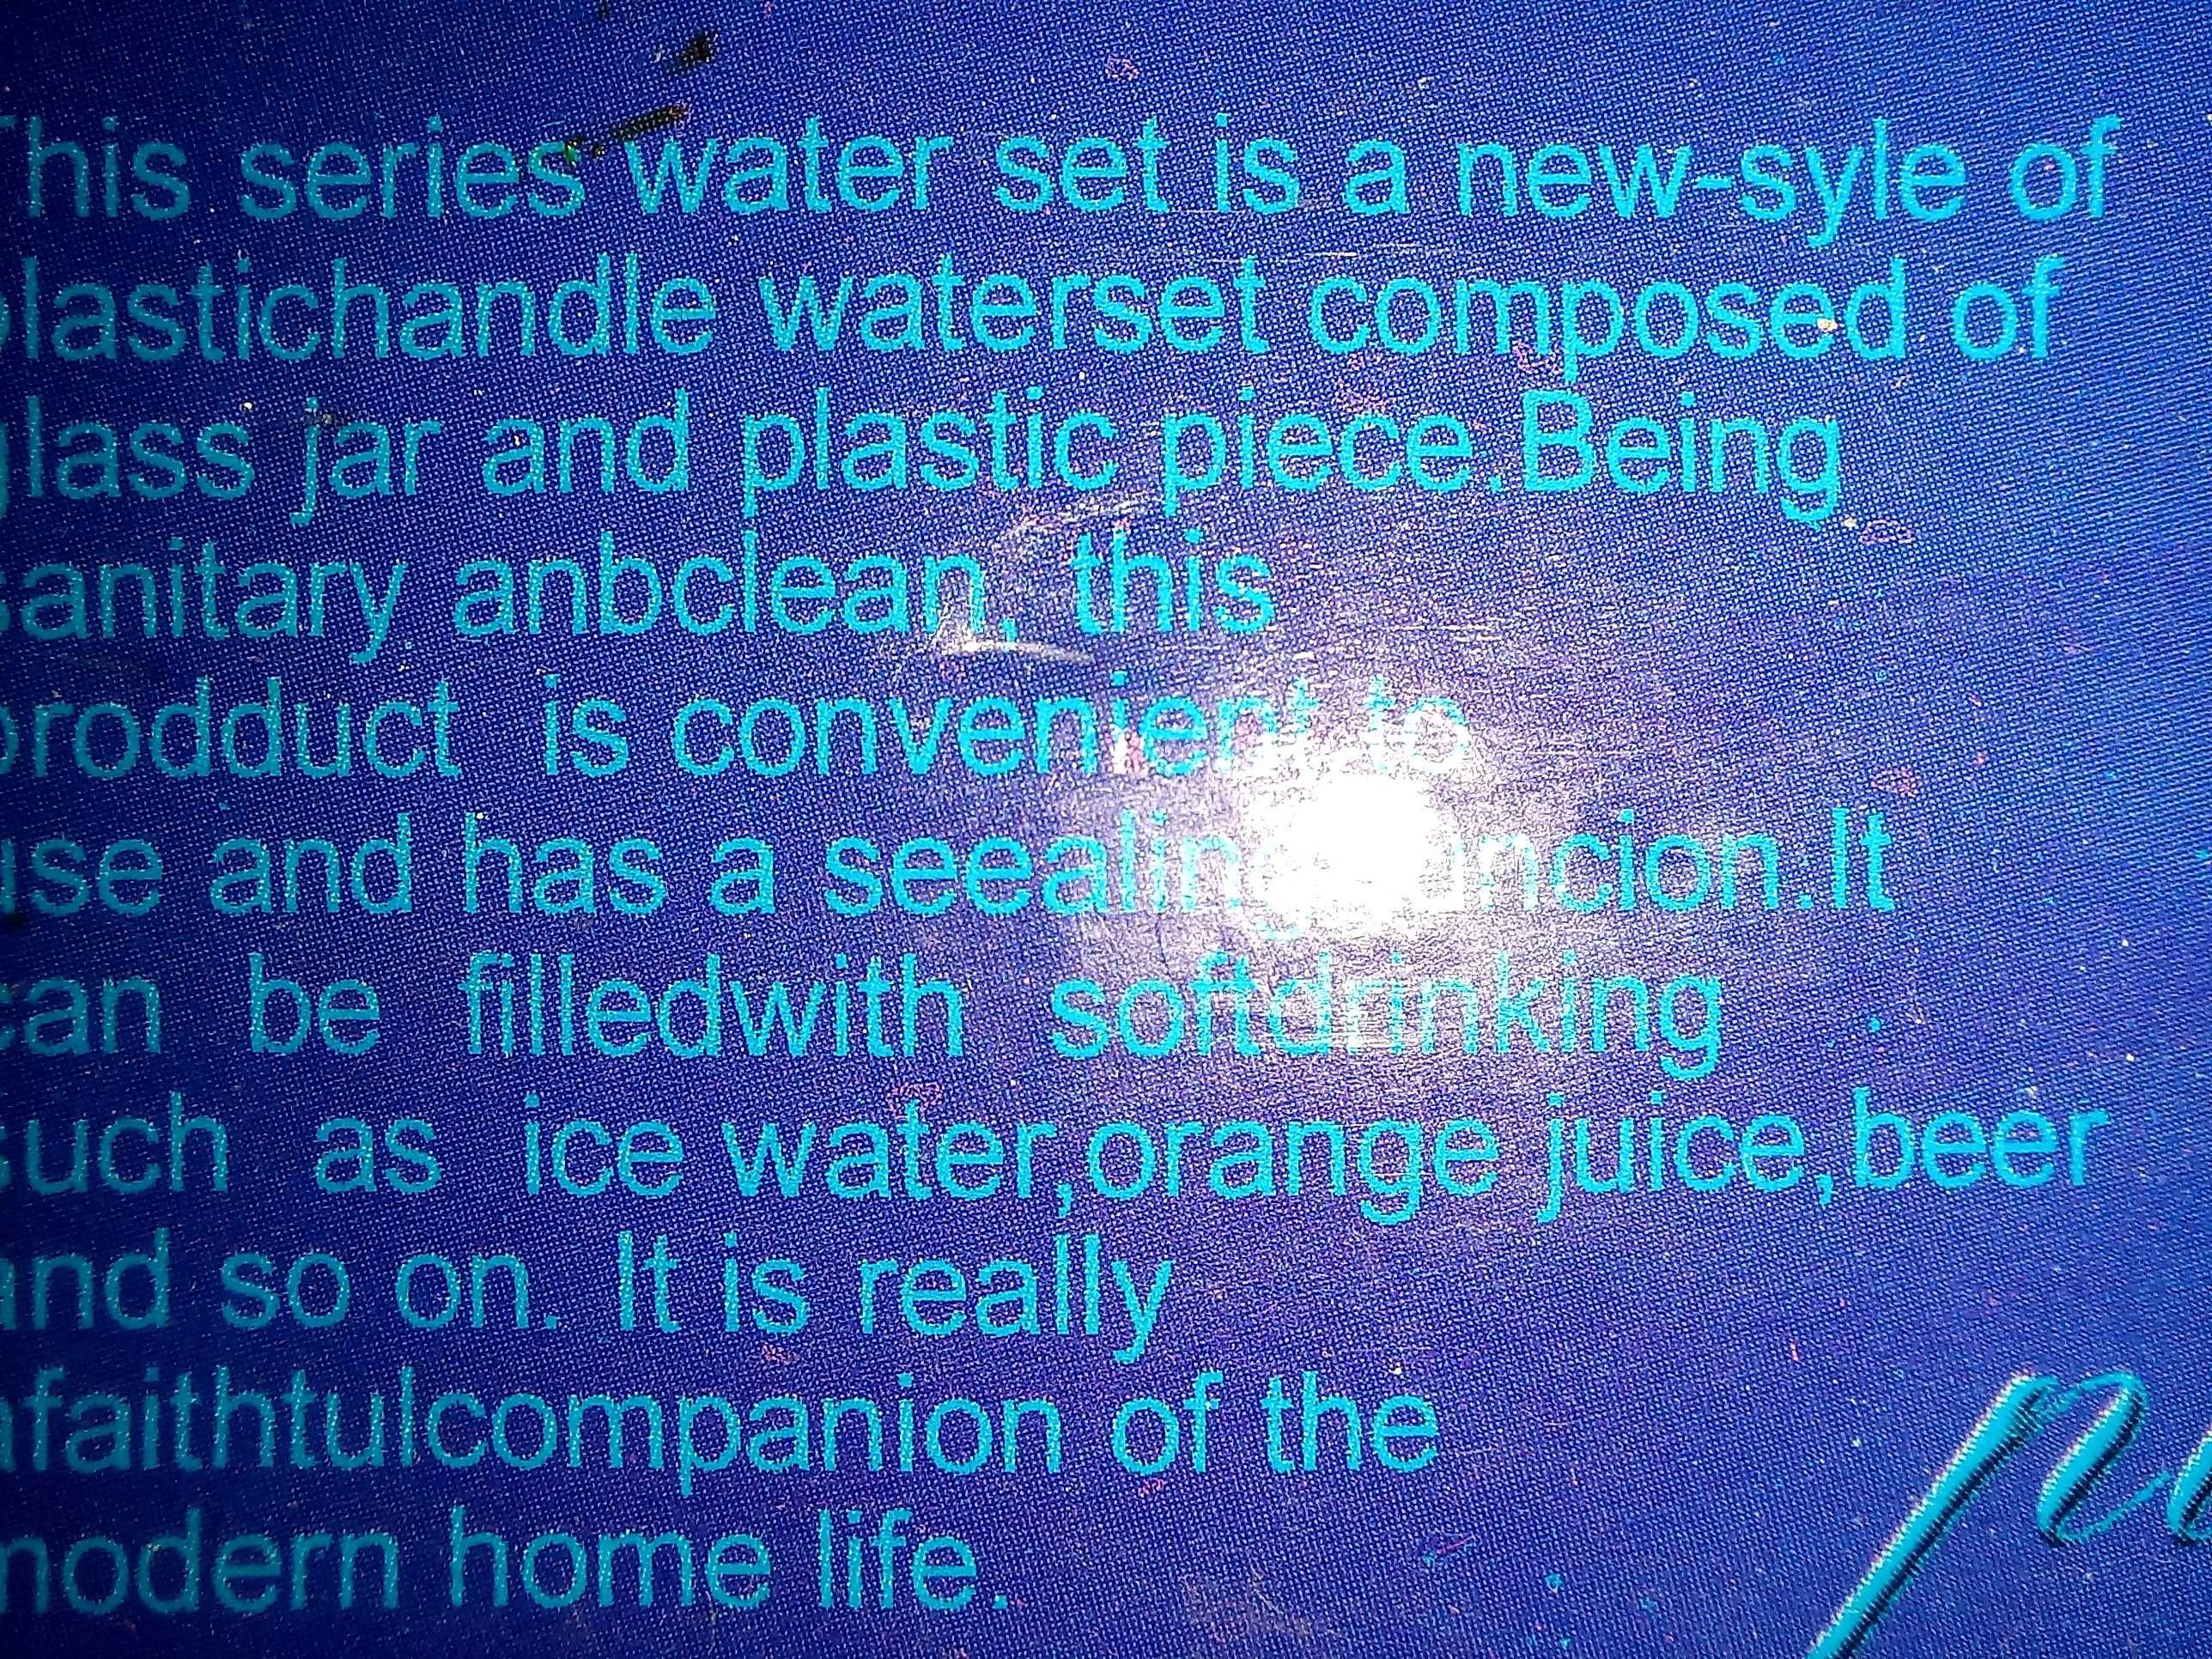 This series water set is a new-syle of
plastichandle waterset composed of
glass jar and plastic piece.Being
sanitary anbclean, this
prodduct is convenient to
use and has a seealing
can be filledwith softdrinking
such as ice water,orange juice,beer
and so on. It is really
afaithtulcompanion of the
modern home life.